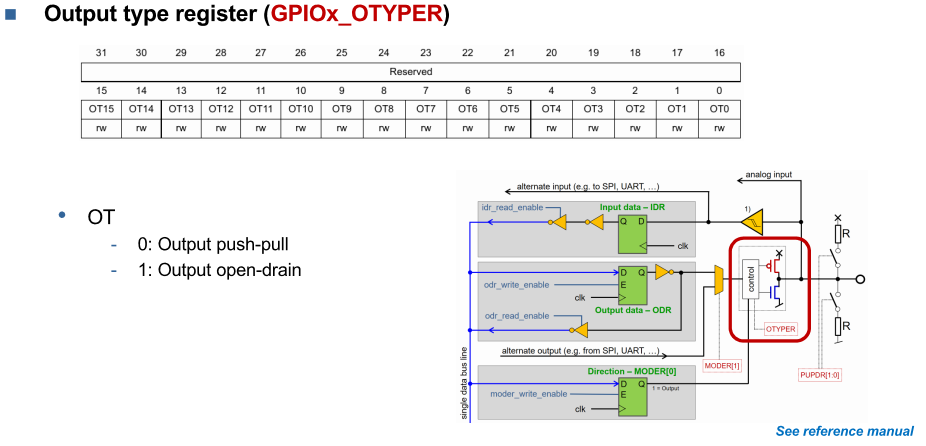 Output type register (GPIOx_OTYPER)
31 30 29 28 27 26 25 24 23 22 21 20 19 18 17 16
Reserved
15 14 13 12 11 10 9 8 7 6 5 4 3 2 1 0
OT15 OT14 OT13 OT12 OT11 OT10 OT9 OT8 OT7 OT6 OT5 OT4 OT3 OT2 OT1 OT0
rw rw rw rw rw rw rw rw rw rw rw rw rw rw rw rw
• OT
- 0: Output push-pull
- 1: Output open-drain
analog input
alternate input (e.g. to SPI, UART, …)
idr_read_enable
Input data – IDR
1)
Q D
clk
R
D Q
odr_write_enable
E
clk
Output data – ODR
odr_read_enable
control
OTYPER
R
alternate output (e.g. from SPI, UART, …)
MODER[1]
PUPDR[1:0]
Direction – MODER[0]
D Q
1 = Output
moder_write_enable
E
clk
single data bus line
See reference manual